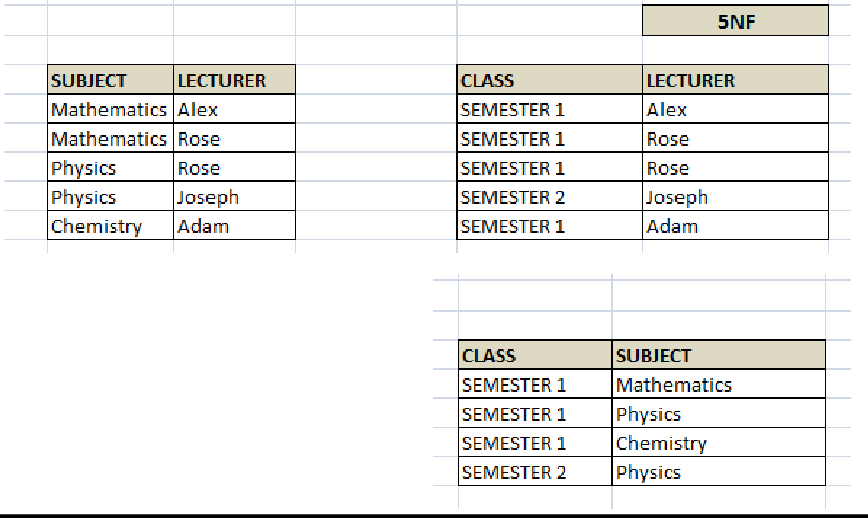 5NF
SUBJECT LECTURER
Mathematics Alex
Mathematics Rose
Physics Rose
Physics Joseph
Chemistry Adam
CLASS LECTURER
SEMESTER 1 Alex
SEMESTER 1 Rose
SEMESTER 1 Rose
SEMESTER 2 Joseph
SEMESTER 1 Adam
CLASS SUBJECT
SEMESTER 1 Mathematics
SEMESTER 1 Physics
SEMESTER 1 Chemistry
SEMESTER 2 Physics